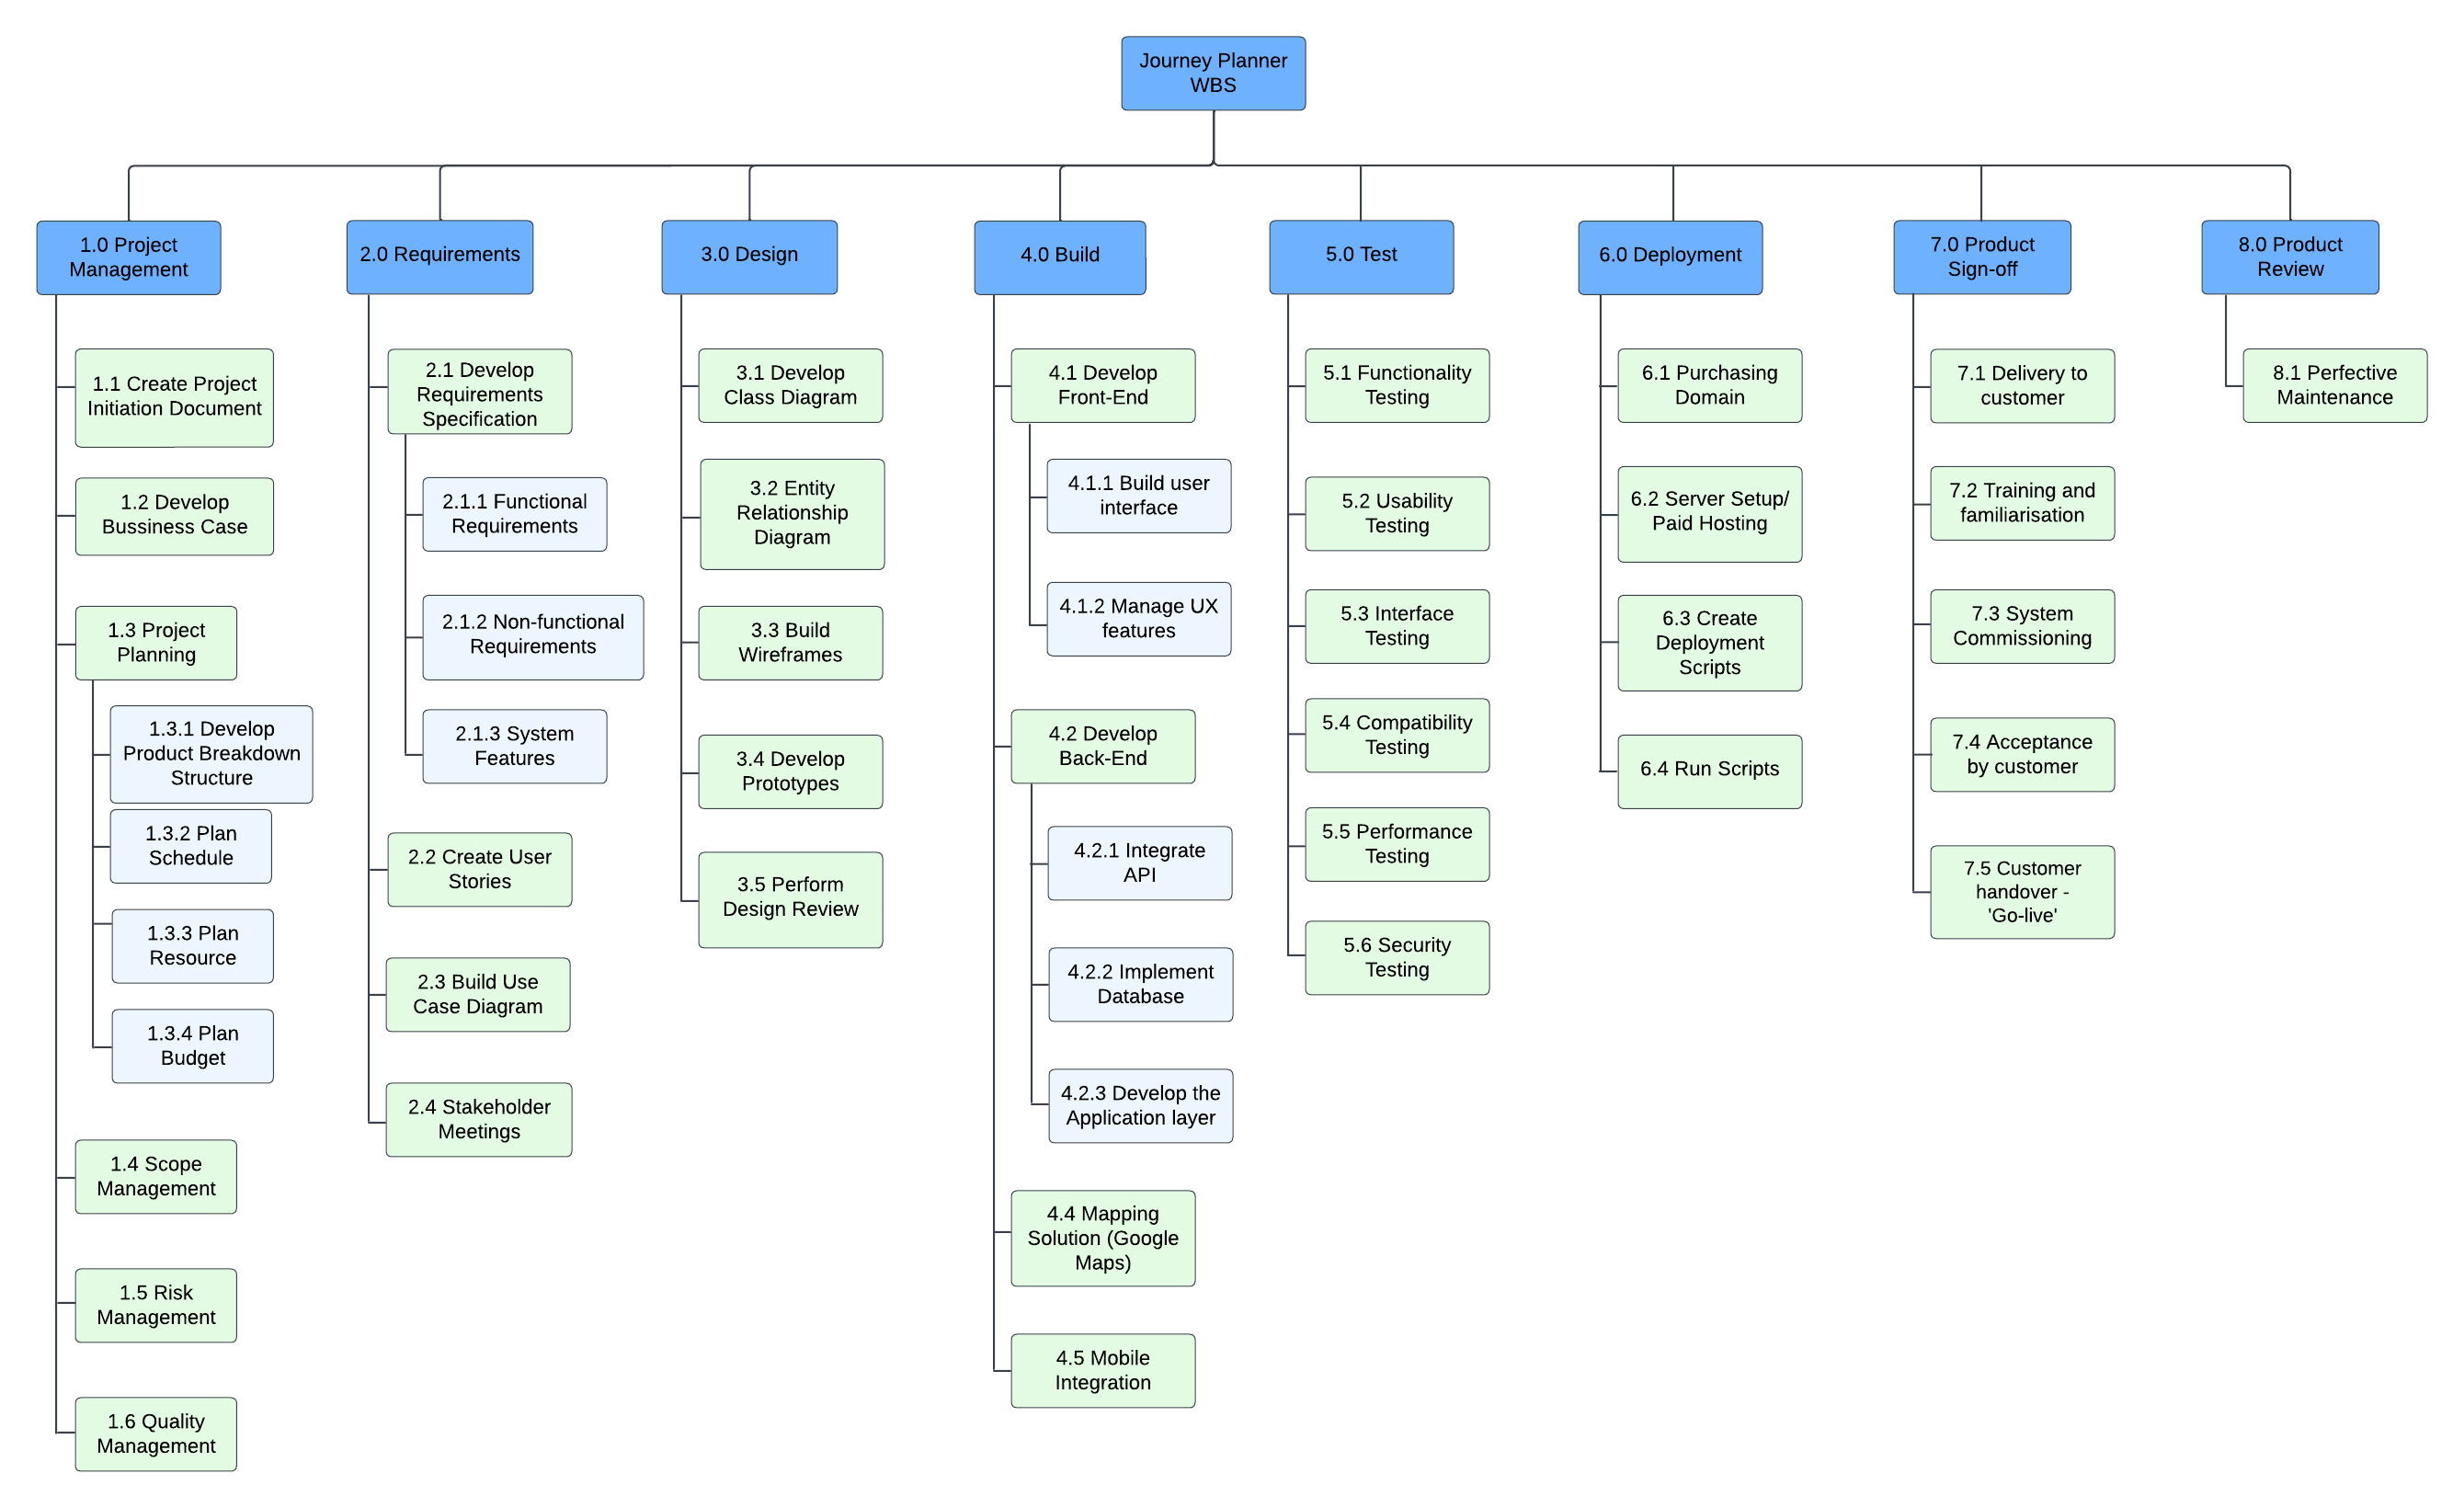 Journey Planner
WBS
1.0 Project
Management
1.1 Create Project
Initiation Document
1.2 Develop
Bussiness Case
1.3 Project
Planning
1.3.1 Develop
Product Breakdown
Structure
1.3.2 Plan
Schedule
1.3.3 Plan
Resource
1.3.4 Plan
Budget
1.4 Scope
Management
1.5 Risk
Management
1.6 Quality
Management
2.0 Requirements
2.1 Develop
Requirements
Specification
2.1.1 Functional
Requirements
2.1.2 Non-functional
Requirements
2.1.3 System
Features
2.2 Create User
Stories
2.3 Build Use
Case Diagram
2.4 Stakeholder
Meetings
3.0 Design
3.1 Develop
Class Diagram
3.2 Entity
Relationship
Diagram
3.3 Build
Wireframes
3.4 Develop
Prototypes
3.5 Perform
Design Review
4.0 Build
4.1 Develop
Front-End
4.1.1 Build user
interface
4.1.2 Manage UX
features
4.2 Develop
Back-End
4.2.1 Integrate
API
4.2.2 Implement
Database
4.2.3 Develop the
Application layer
4.4 Mapping
Solution (Google
Maps)
4.5 Mobile
Integration
5.0 Test
5.1 Functionality
Testing
5.2 Usability
Testing
5.3 Interface
Testing
5.4 Compatibility
Testing
5.5 Performance
Testing
5.6 Security
Testing
6.0 Deployment
6.1 Purchasing
Domain
6.2 Server Setup/
Paid Hosting
6.3 Create
Deployment
Scripts
6.4 Run Scripts
7.0 Product
Sign-off
7.1 Delivery to
customer
7.2 Training and
familiarisation
7.3 System
Commissioning
7.4 Acceptance
by customer
7.5 Customer
handover -
'Go-live'
8.0 Product
Review
8.1 Perfective
Maintenance